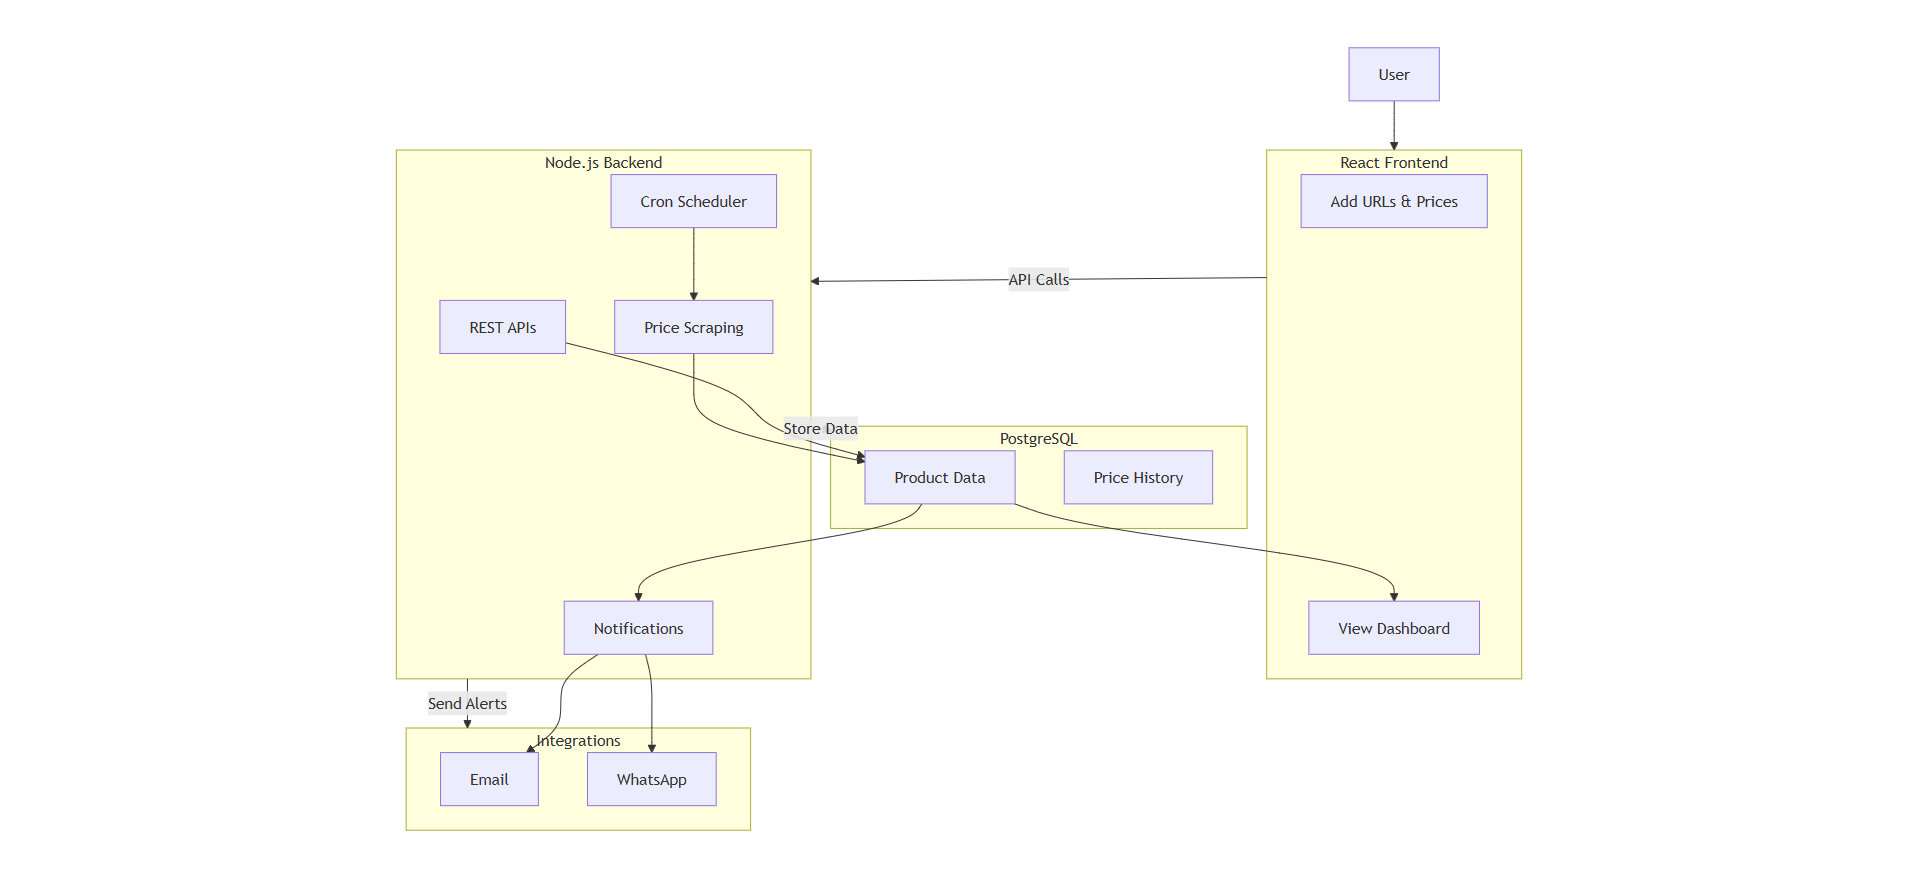 User
Node.js Backend
React Frontend
Cron Scheduler
Add URLs & Prices
API Calls
REST APIs
Price Scraping
Store Data
PostgreSQL
Product Data
Price History
Notifications
View Dashboard
Send Alerts
Integrations
Email
WhatsApp